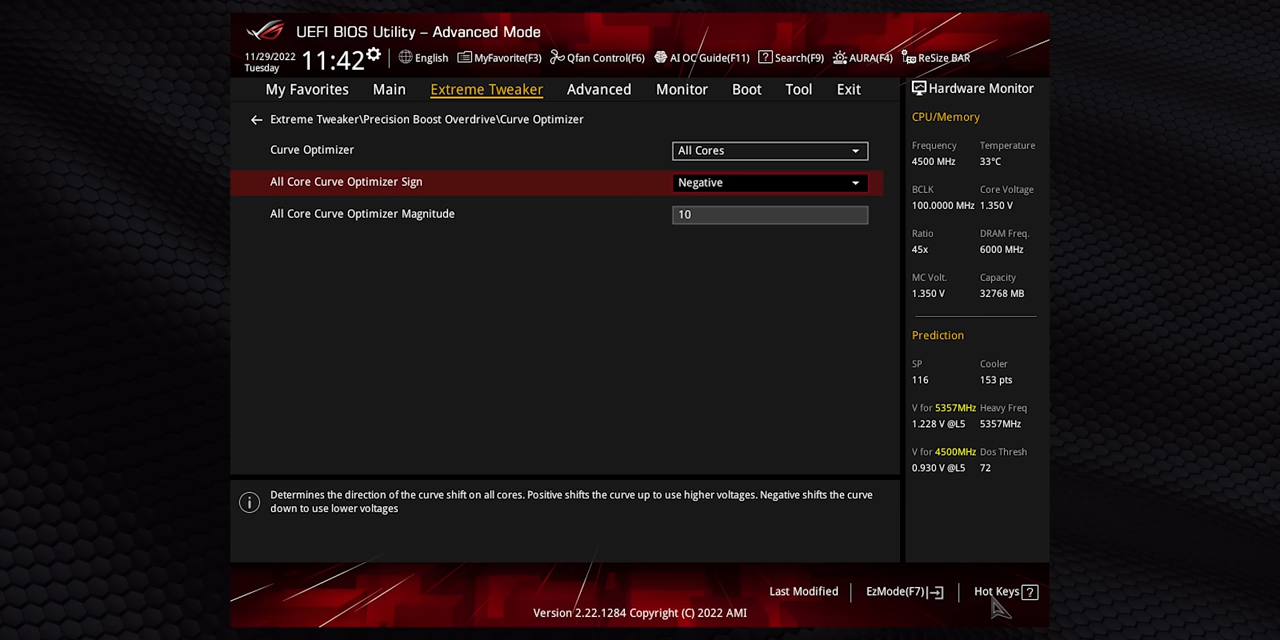 UEFI BIOS Utility – Advanced Mode
11/29/2022
Tuesday
11:42
English
MyFavorite(F3)
Qfan Control(F6)
AI OC Guide(F11)
Search(F9)
AURA(F4)
ReSize BAR
My Favorites
Main
Extreme Tweaker
Advanced
Monitor
Boot
Tool
Exit
Extreme Tweaker\Precision Boost Overdrive\Curve Optimizer
Curve Optimizer
All Cores
All Core Curve Optimizer Sign
Negative
All Core Curve Optimizer Magnitude
10
Determines the direction of the curve shift on all cores. Positive shifts the curve up to use higher voltages. Negative shifts the curve
down to use lower voltages
Hardware Monitor
CPU/Memory
Frequency Temperature
4500 MHz 33°C
BCLK Core Voltage
100.0000 MHz 1.350 V
Ratio DRAM Freq.
45x 6000 MHz
MC Volt. Capacity
1.350 V 32768 MB
Prediction
SP Cooler
116 153 pts
V for 5357MHz Heavy Freq
1.228 V @L5 5357MHz
V for 4500MHz Dos Thresh
0.930 V @L5 72
Last Modified
EzMode(F7)
Hot Keys ?
Version 2.22.1284 Copyright (C) 2022 AMI